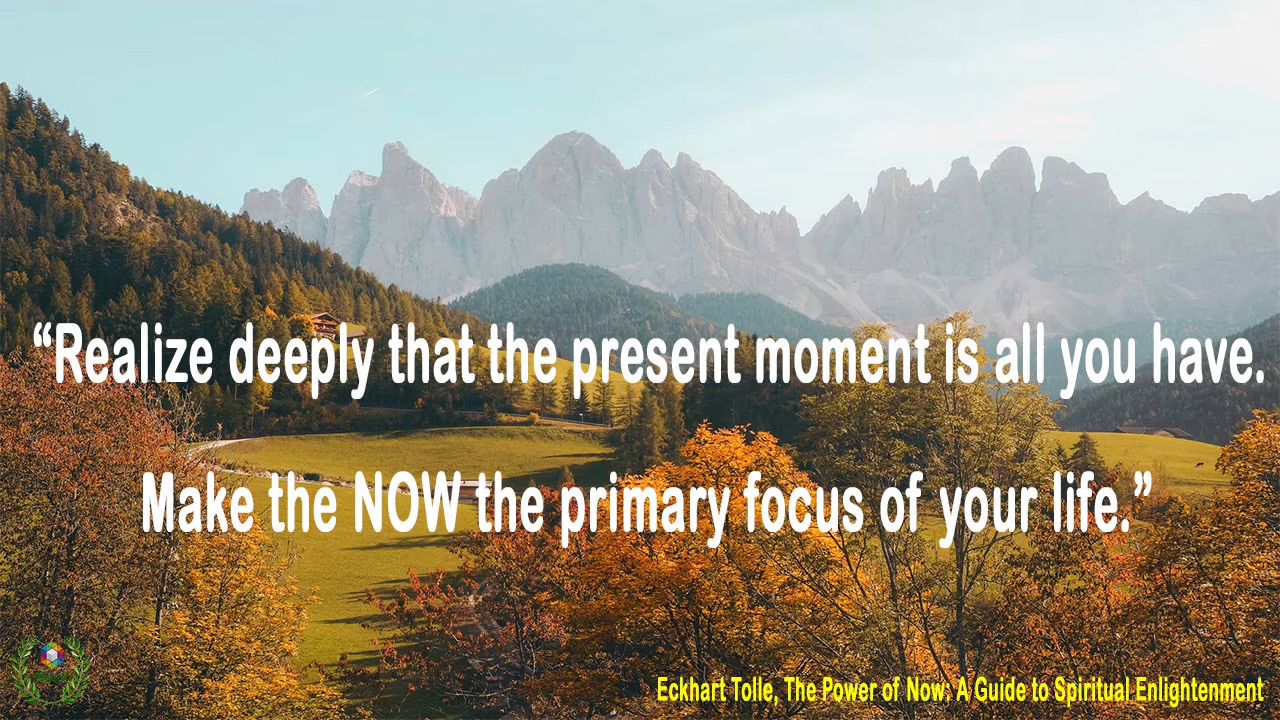 “Realize deeply that the present moment is all you have.
Make the NOW the primary focus of your life.”
Eckhart Tolle, The Power of Now: A Guide to Spiritual Enlightenment